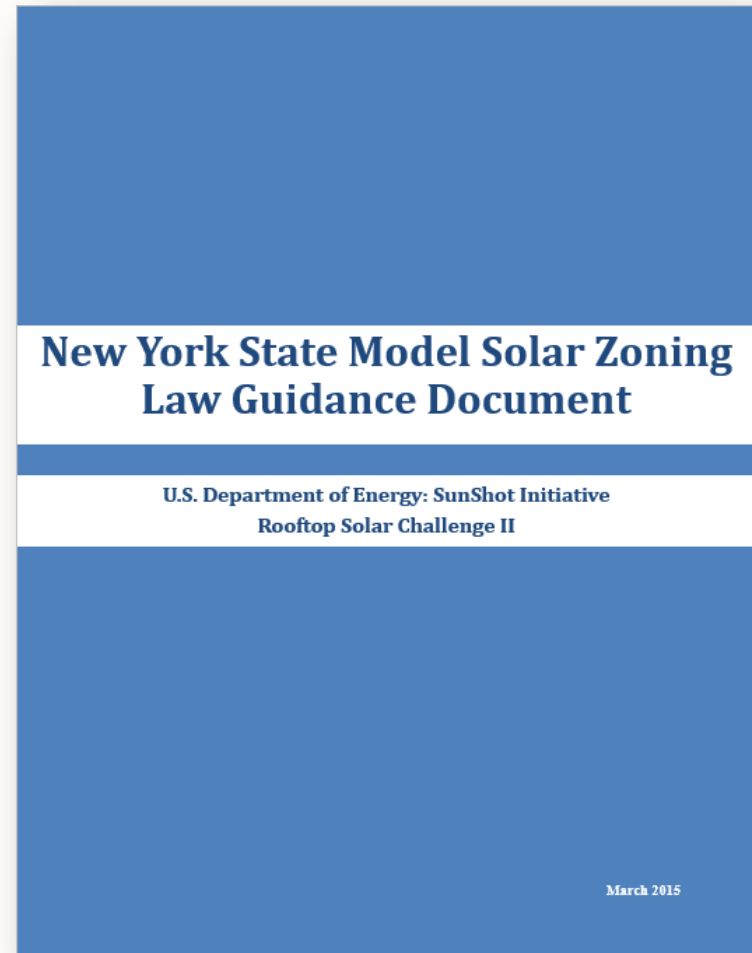 New York State Model Solar Zoning
Law Guidance Document
U.S. Department of Energy: SunShot Initiative
Rooftop Solar Challenge II
March 2015